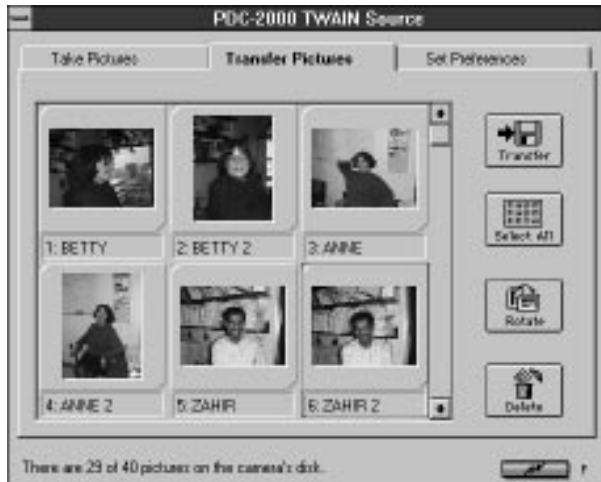 PDC-2000 TWAIN Source
Take Pictures Transfer Pictures Set Preferences
Transfer
1: BETTY 2: BETTY 2 3: ANNE
Select All
Rotate
4: ANNE 2 5: ZAHIR 6: ZAHIR 2
Delete
There are 29 of 40 pictures on the camera's disk.